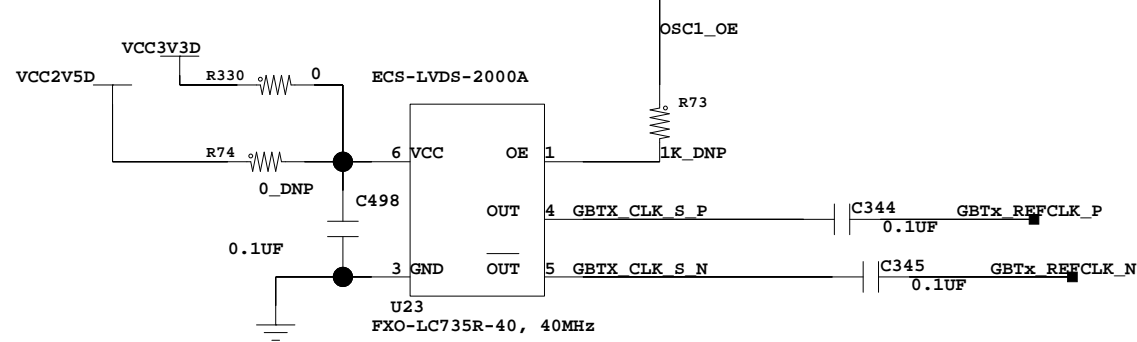 OSC1_OE
VCC3V3D
VCC2V5D
R330
0
ECS-LVDS-2000A
R73
R74
6
VCC
OE
1
1K_DNP
0_DNP
C498
OUT
4
GBTX_CLK_S_P
C344
GBTx_REFCLK_P
0.1UF
0.1UF
3
GND
OUT
5
GBTX_CLK_S_N
C345
GBTx_REFCLK_N
0.1UF
U23
FXO-LC735R-40, 40MHz